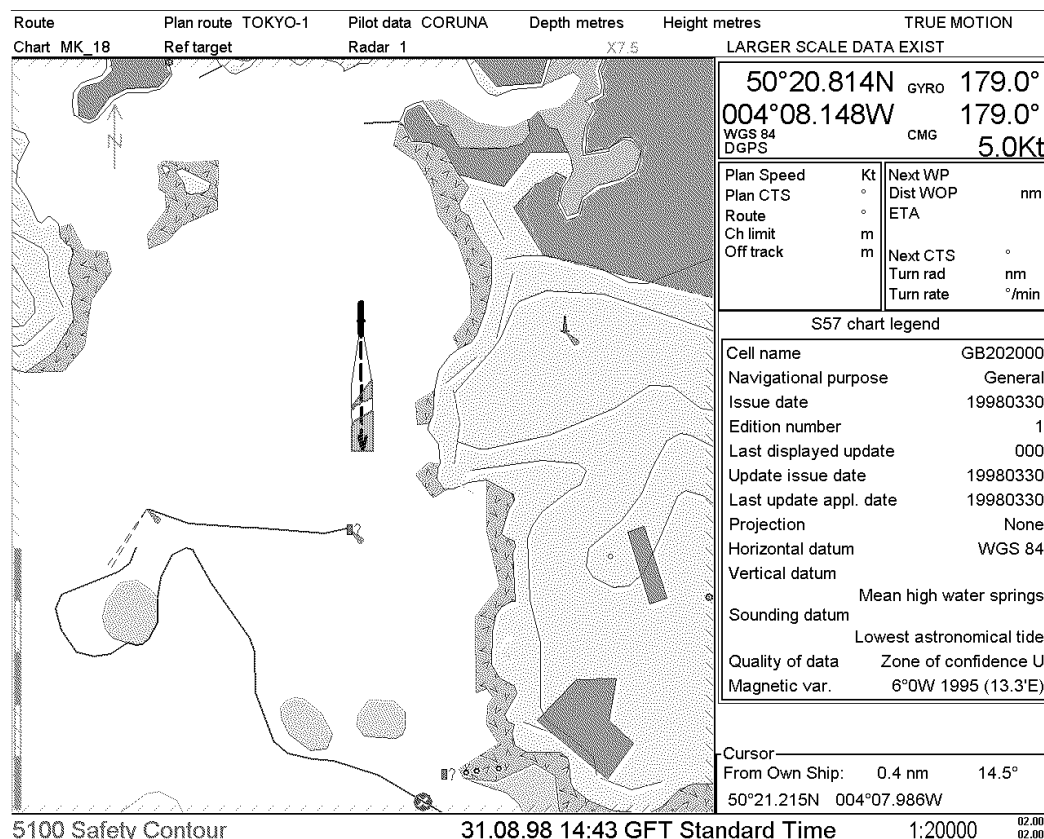 Route Plan route TOKYO-1 Pilot data CORUNA Depth metres Height metres TRUE MOTION
Chart MK_18 Ref target Radar 1 X7.5 LARGER SCALE DATA EXIST
50°20.814N GYRO 179.0°
004°08.148W 179.0°
WGS 84 CMG
DGPS 5.0Kt
Plan Speed Kt
Plan CTS °
Route °
Ch limit m
Off track m
Next WP
Dist WOP nm
ETA
Next CTS °
Turn rad nm
Turn rate °/min
S57 chart legend
Cell name GB202000
Navigational purpose General
Issue date 19980330
Edition number 1
Last displayed update 000
Update issue date 19980330
Last update appl. date 19980330
Projection None
Horizontal datum WGS 84
Vertical datum
Mean high water springs
Sounding datum
Lowest astronomical tide
Quality of data Zone of confidence U
Magnetic var. 6°0W 1995 (13.3'E)
Cursor
From Own Ship: 0.4 nm 14.5°
50°21.215N 004°07.986W
N
?
?
5100 Safety Contour 31.08.98 14:43 GFT Standard Time 1:20000 02.00
02.00